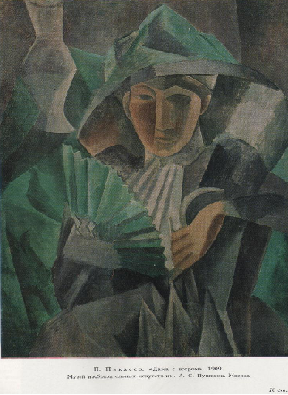 П. Пикассо. «Дама с веером». 1909
Музей изобразительных искусств им. А. С. Пушкина. Москва.